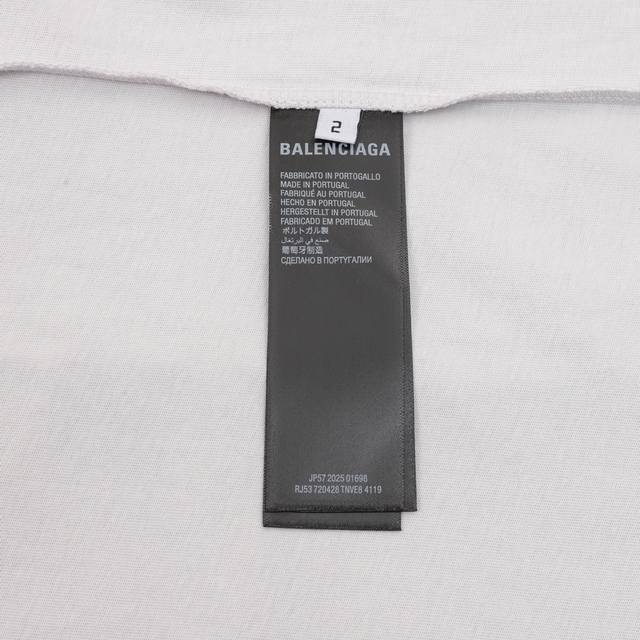 2
BALENCIAGA
FABBRICATO IN PORTOGALLO
MADE IN PORTUGAL
FABRIQUÉ AU PORTUGAL
HECHO EN PORTUGAL
HERGESTELLT IN PORTUGAL
FABRICADO EM PORTUGAL
ポルトガル製
صنع في البرتغال
葡萄牙制造
СДЕЛАНО В ПОРТУГАЛИИ
JP57 2025 01698
RJ53 720428 TNVE8 4119